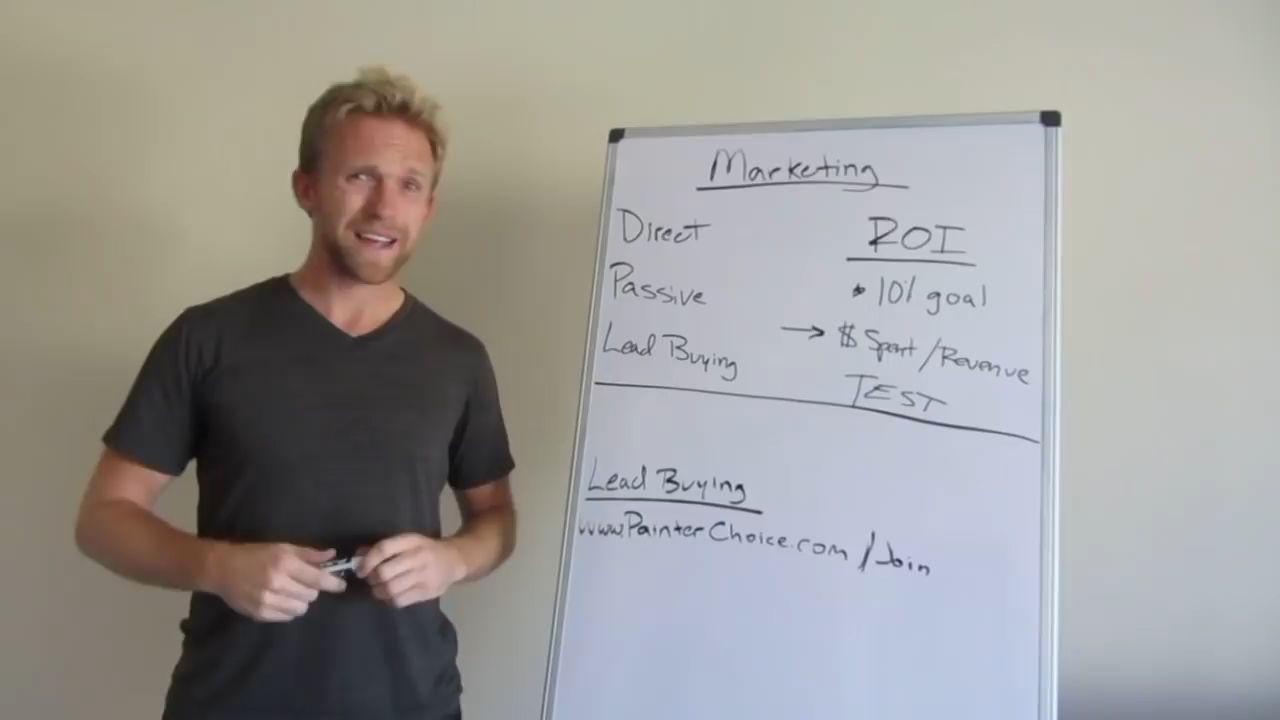 Marketing
Direct
Passive
Lead Buying
ROI
• 10% goal
→ $ Spent/Revenue
TEST
Lead Buying
www.PainterChoice.com/Join